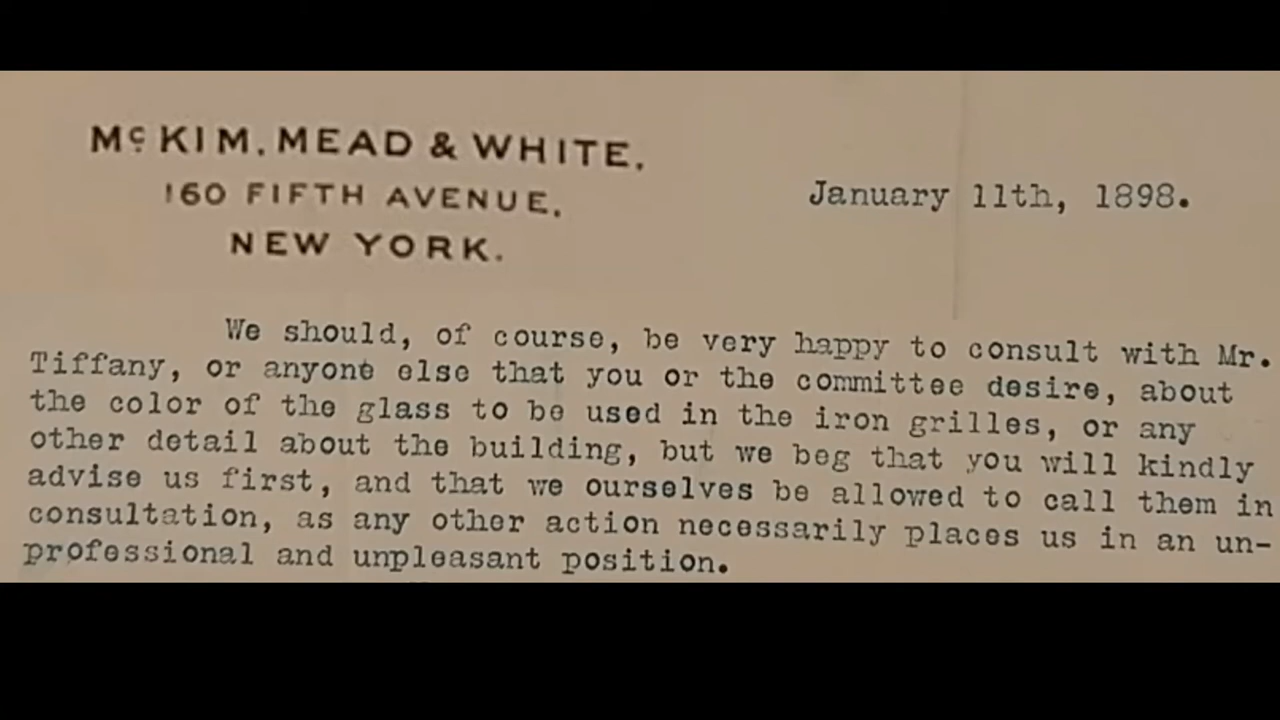 McKIM, MEAD & WHITE,
160 FIFTH AVENUE,
NEW YORK.
January 11th, 1898.
We should, of course, be very happy to consult with Mr.
Tiffany, or anyone else that you or the committee desire, about
the color of the glass to be used in the iron grilles, or any
other detail about the building, but we beg that you will kindly
advise us first, and that we ourselves be allowed to call them in
consultation, as any other action necessarily places us in an un-
professional and unpleasant position.